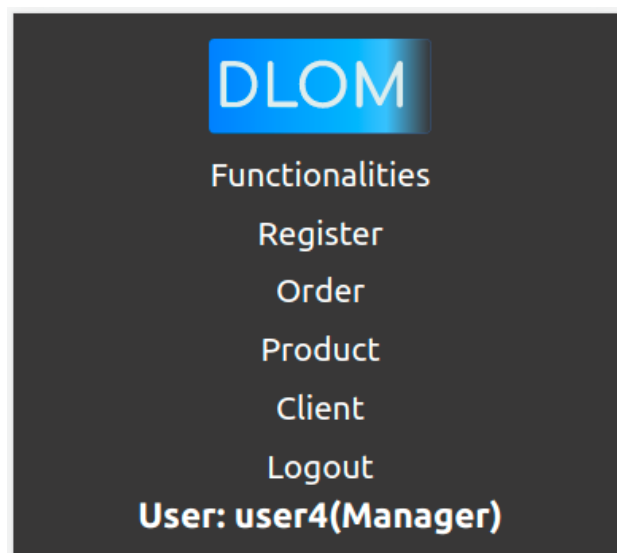 DLOM
Functionalities
Register
Order
Product
Client
Logout
User: user4(Manager)